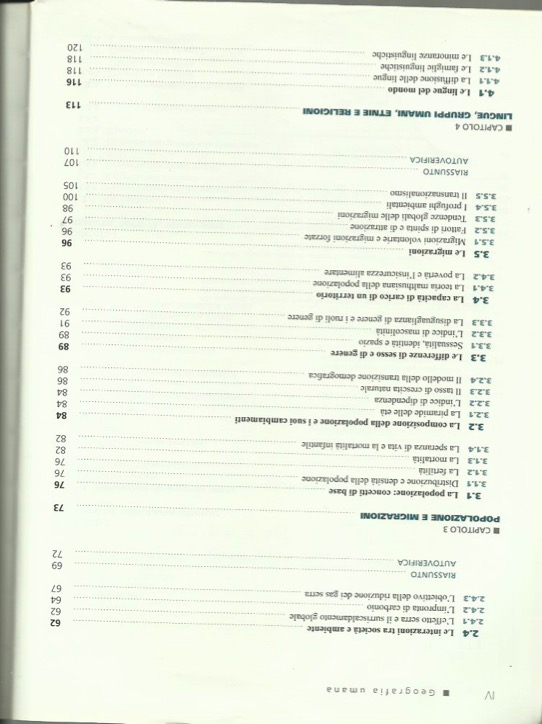 IV ■ Geografia umana
2.4 Le interazioni tra società e ambiente 62
2.4.1 L'effetto serra e il surriscaldamento globale 62
2.4.2 L'impronta di carbonio 64
2.4.3 L'obiettivo della riduzione dei gas serra 67
RIASSUNTO 69
AUTOVERIFICA 72
■ CAPITOLO 3
POPOLAZIONE E MIGRAZIONI 73
3.1 La popolazione: concetti di base 76
3.1.1 Distribuzione e densità della popolazione 76
3.1.2 La fertilità 76
3.1.3 La mortalità 76
3.1.4 La speranza di vita e la mortalità infantile 82
82
3.2 La composizione della popolazione e i suoi cambiamenti 84
3.2.1 La piramide delle età 84
3.2.2 L'indice di dipendenza 84
3.2.3 Il tasso di crescita naturale 86
3.2.4 Il modello della transizione demografica 86
3.3 Le differenze di sesso e di genere 89
3.3.1 Sessualità, identità e spazio 89
3.3.2 L'indice di mascolinità 91
3.3.3 La disuguaglianza di genere e i ruoli di genere 92
3.4 La capacità di carico di un territorio 93
3.4.1 La teoria malthusiana della popolazione 93
3.4.2 La povertà e l'insicurezza alimentare 93
3.5 Le migrazioni 96
3.5.1 Migrazioni volontarie e migrazioni forzate 96
3.5.2 Fattori di spinta e di attrazione 97
3.5.3 Tendenze globali delle migrazioni 98
3.5.4 I profughi ambientali 100
3.5.5 Il transnazionalismo 105
RIASSUNTO 107
AUTOVERIFICA 110
■ CAPITOLO 4
LINGUE, GRUPPI UMANI, ETNIE E RELIGIONI 113
4.1 Le lingue del mondo 116
4.1.1 La diffusione delle lingue 118
4.1.2 Le famiglie linguistiche 118
4.1.3 Le minoranze linguistiche 120